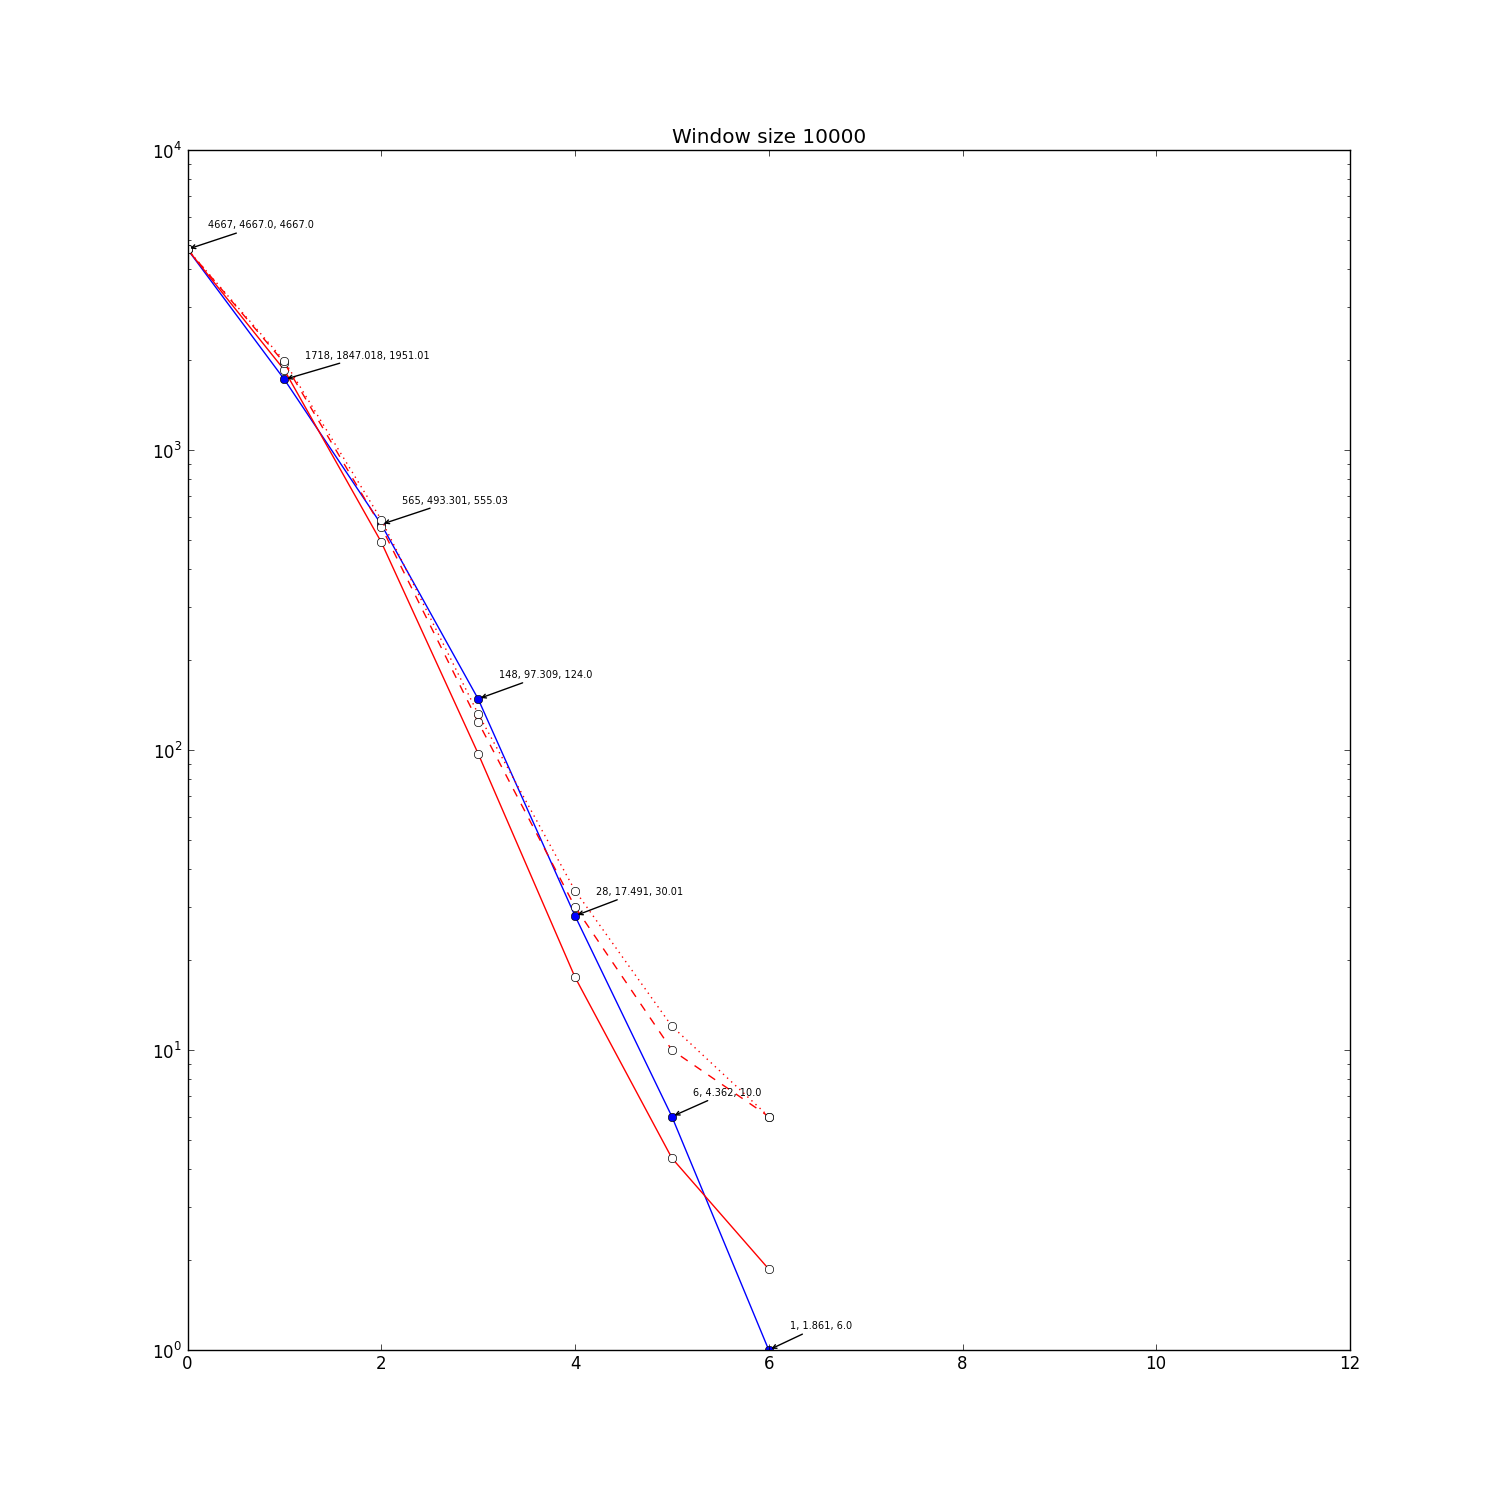 Window size 10000
10^4
4667, 4667.0, 4667.0
1718, 1847.018, 1951.01
10^3
565, 493.301, 555.03
148, 97.309, 124.0
10^2
28, 17.491, 30.01
10^1
6, 4.362, 10.0
1, 1.861, 6.0
10^0
0 2 4 6 8 10 12